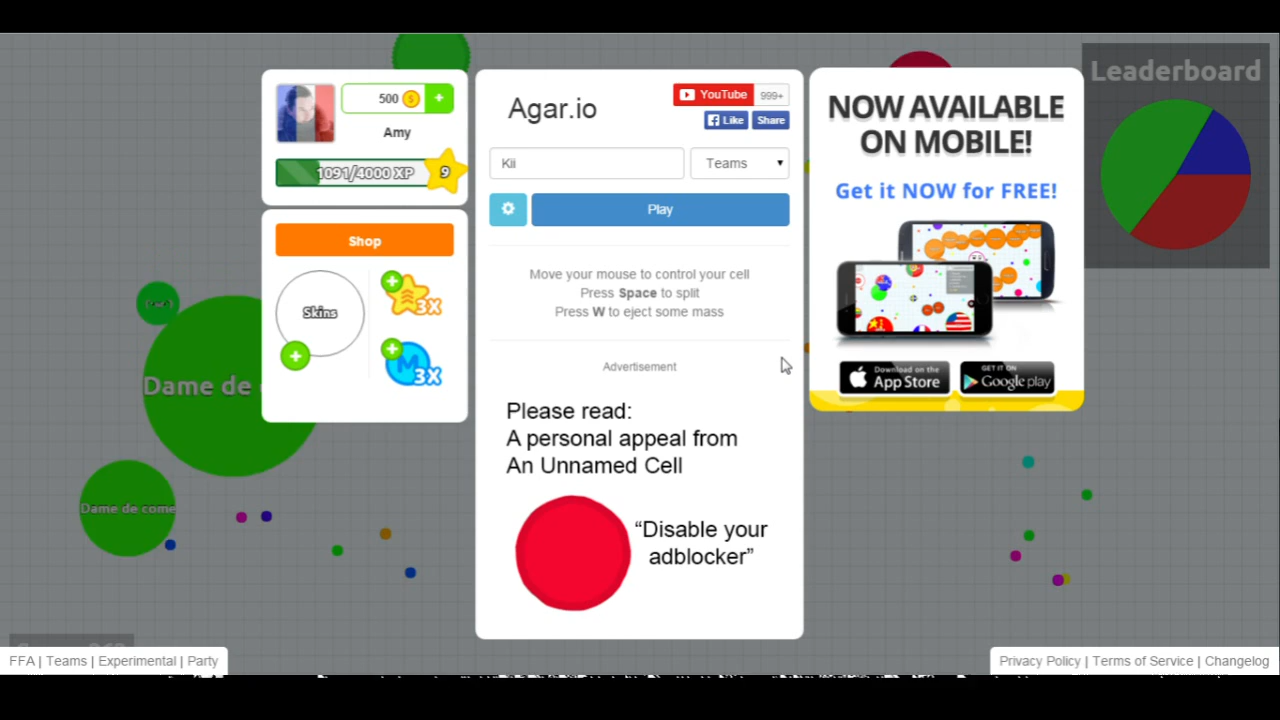 500
Amy
1091/4000 XP
9
Shop
Skins
3X
M
3X
Agar.io
YouTube 999+
Like Share
Kii Teams
Play
Move your mouse to control your cell
Press Space to split
Press W to eject some mass
Advertisement
Please read:
A personal appeal from
An Unnamed Cell
“Disable your
adblocker”
NOW AVAILABLE
ON MOBILE!
Get it NOW for FREE!
Download on the
App Store
GET IT ON
Google play
Leaderboard
Dame de
Dame de come
FFA | Teams | Experimental | Party
Privacy Policy | Terms of Service | Changelog